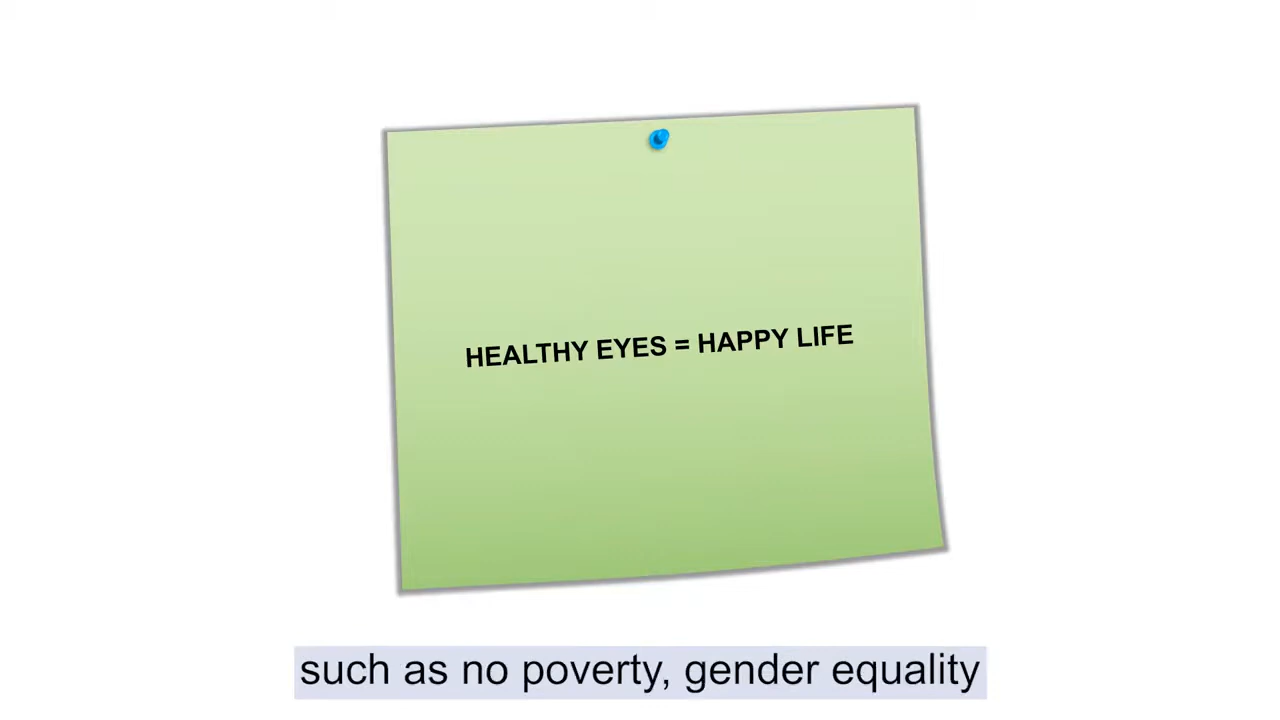 HEALTHY EYES = HAPPY LIFE
such as no poverty, gender equality